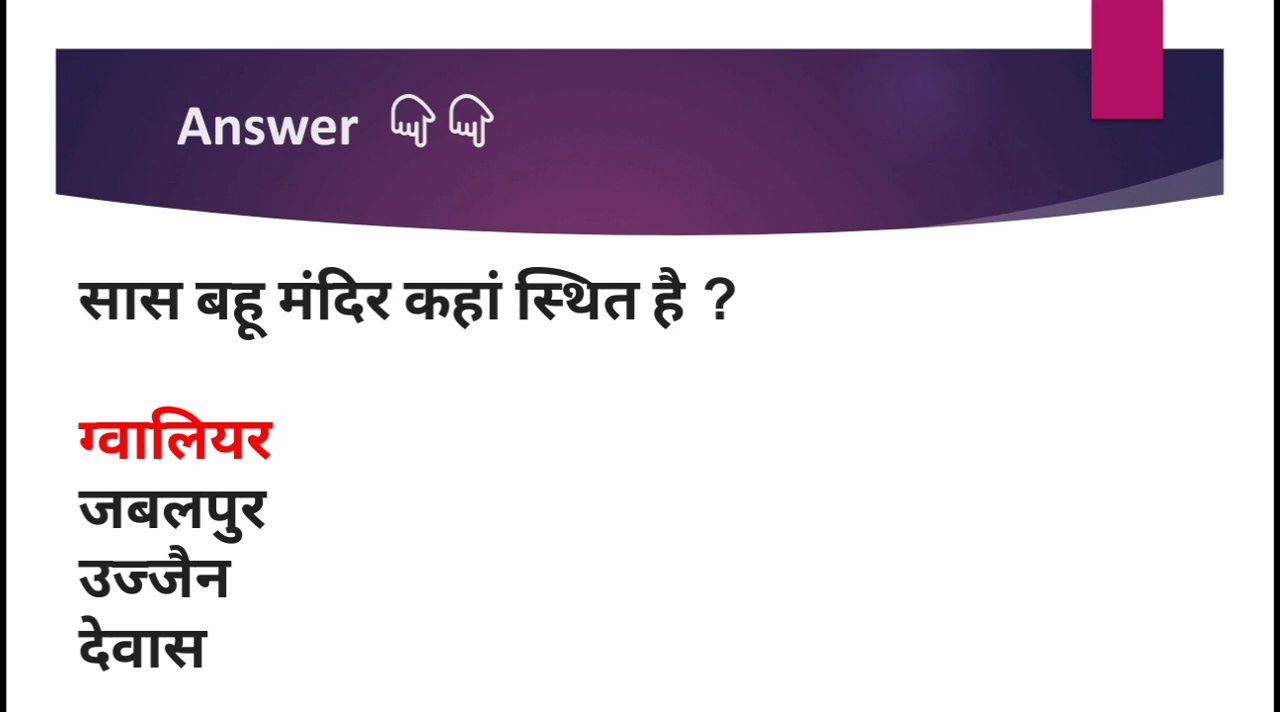 Answer 👇👇
सास बहू मंदिर कहां स्थित है ?
ग्वालियर
जबलपुर
उज्जैन
देवास